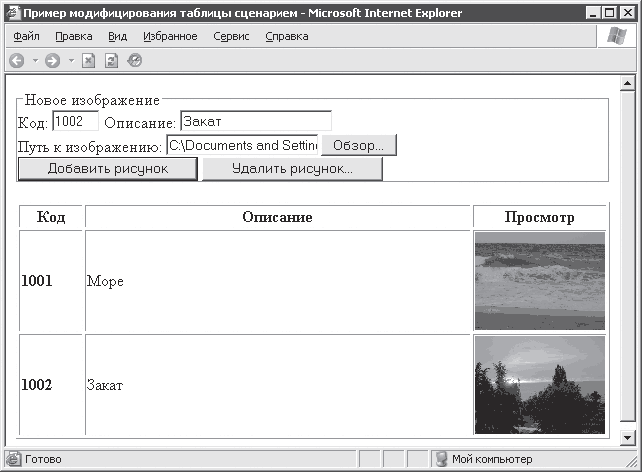 Пример модифицирования таблицы сценарием - Microsoft Internet Explorer
Файл Правка Вид Избранное Сервис Справка
Новое изображение
Код: 1002 Описание: Закат
Путь к изображению: C:\Documents and Setting Обзор...
Добавить рисунок Удалить рисунок...
Код Описание Просмотр
1001 Море
1002 Закат
Готово Мой компьютер